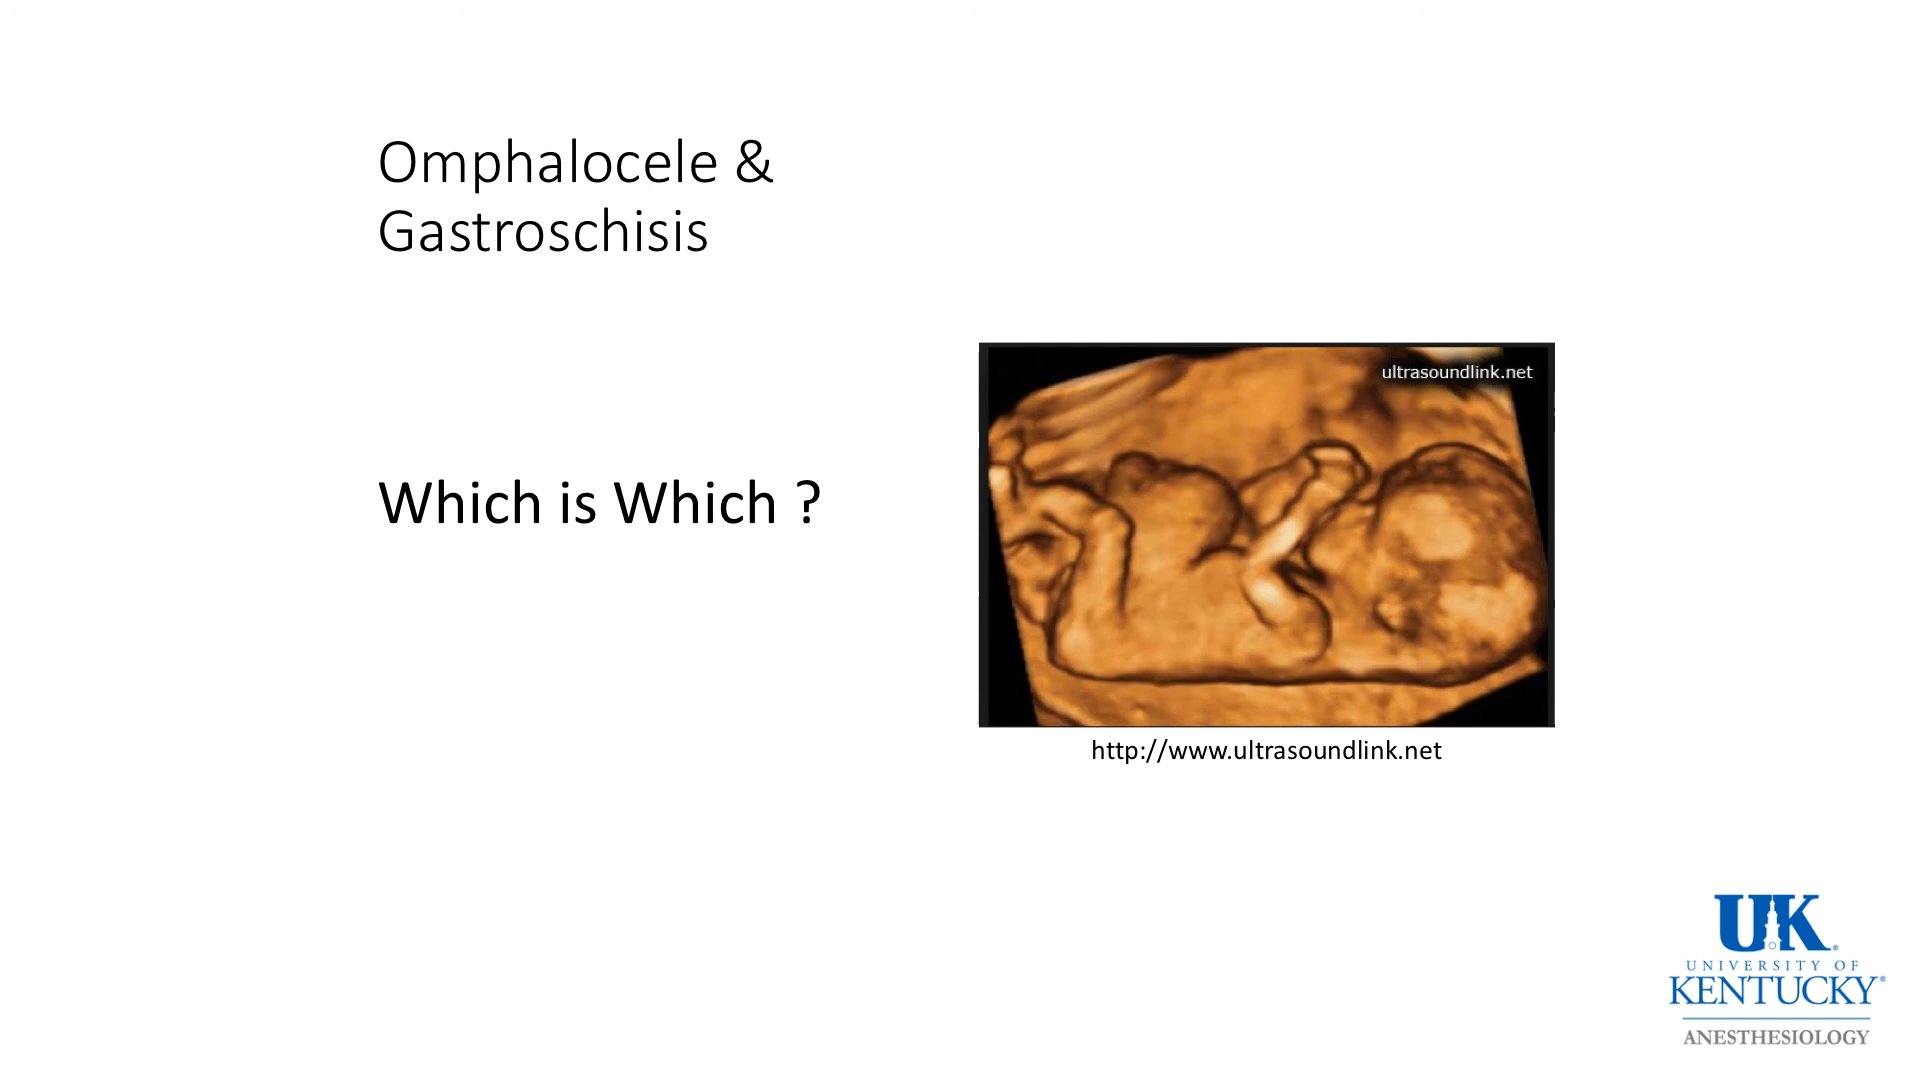 Omphalocele &
Gastroschisis
Which is Which ?
ultrasoundlink.net
http://www.ultrasoundlink.net
UK®
UNIVERSITY OF
KENTUCKY®
ANESTHESIOLOGY